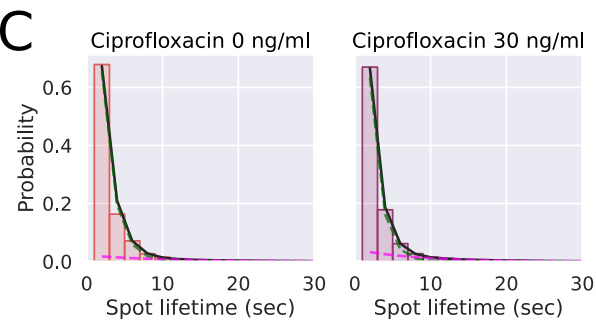 C
Ciprofloxacin 0 ng/ml
Ciprofloxacin 30 ng/ml
Probability
0.6
0.4
0.2
0.0
0 10 20 30
0 10 20 30
Spot lifetime (sec)
Spot lifetime (sec)